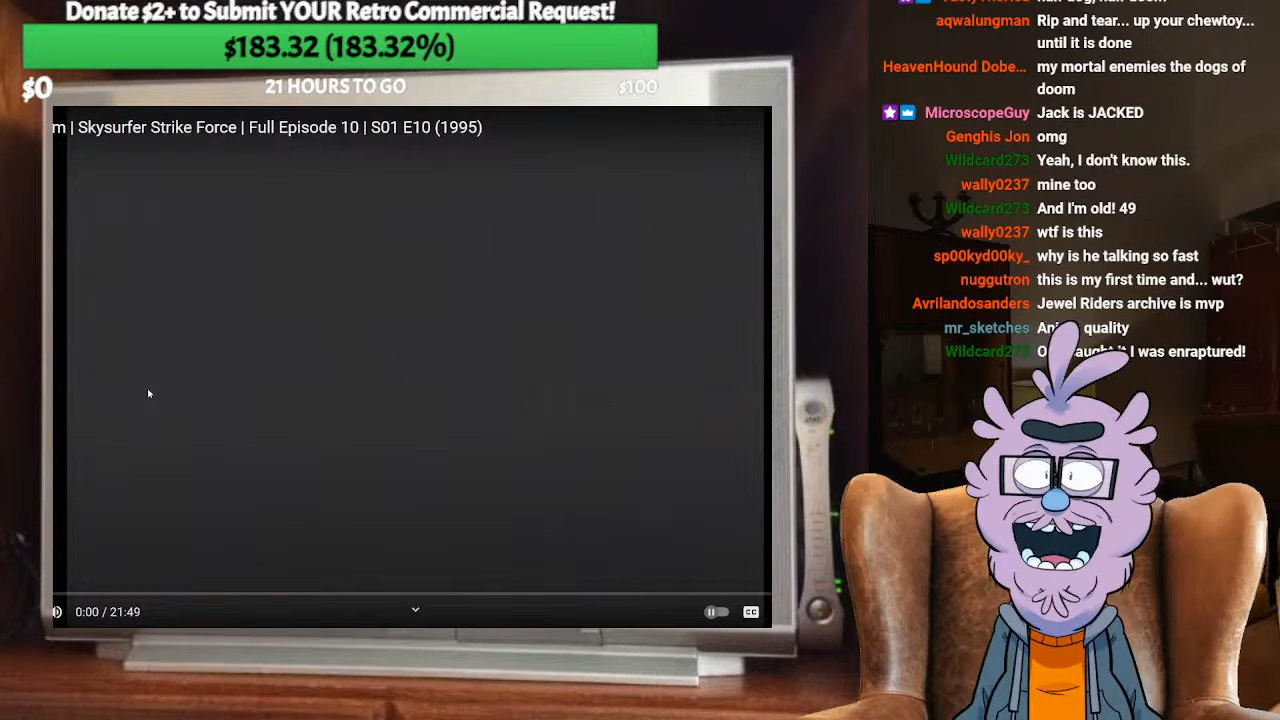 Donate $2+ to Submit YOUR Retro Commercial Request!
$183.32 (183.32%)
$0
21 HOURS TO GO
$100
m | Skysurfer Strike Force | Full Episode 10 | S01 E10 (1995)
0:00 / 21:49
CC
aqwalungman Rip and tear... up your chewtoy...
until it is done
HeavenHound Dobe... my mortal enemies the dogs of
doom
MicroscopeGuy Jack is JACKED
Genghis Jon omg
Wildcard273 Yeah, I don't know this.
wally0237 mine too
Wildcard273 And I'm old! 49
wally0237 wtf is this
sp00kyd00ky_ why is he talking so fast
nuggutron this is my first time and... wut?
Avrilandosanders Jewel Riders archive is mvp
mr_sketches quality
Wildcard273 I was enraptured!